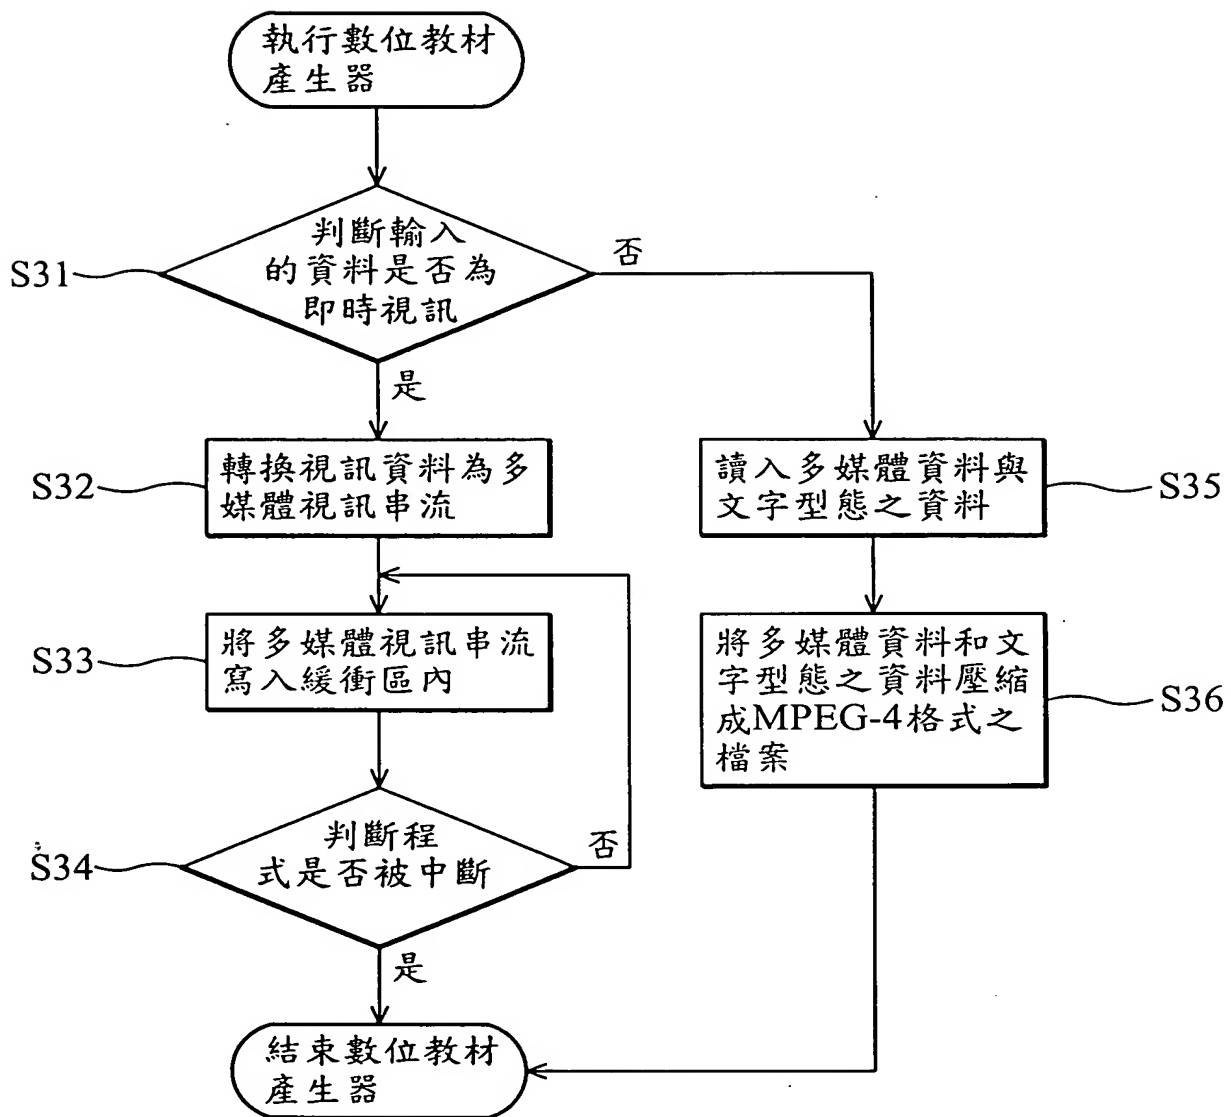 執行數位教材
產生器
判斷輸入
的資料是否為
即時視訊
S31
否
是
轉換視訊資料為多
媒體視訊串流
S32
讀入多媒體資料與
文字型態之資料
S35
將多媒體視訊串流
寫入緩衝區內
S33
將多媒體資料和文
字型態之資料壓縮
成MPEG-4格式之
檔案
S36
判斷程
式是否被中斷
S34
否
是
結束數位教材
產生器